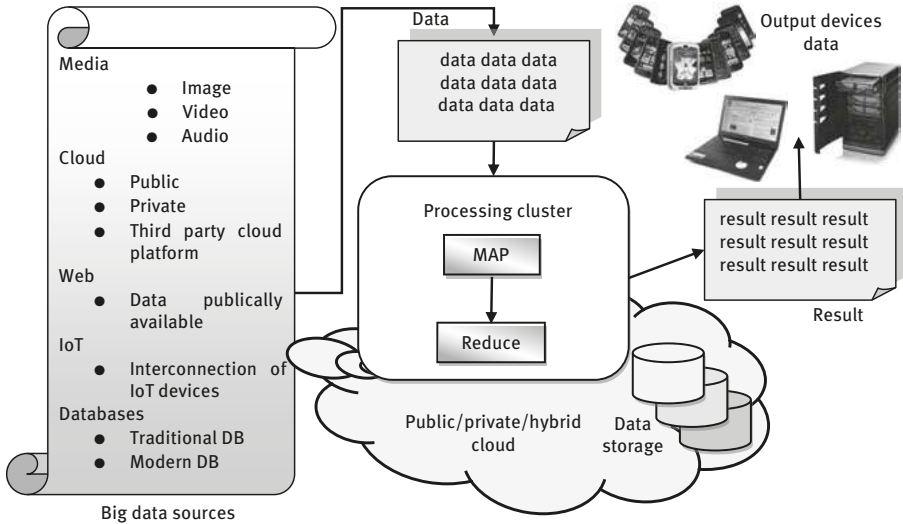 Media
● Image
● Video
● Audio
Cloud
● Public
● Private
● Third party cloud
platform
Web
● Data publically
available
IoT
● Interconnection of
IoT devices
Databases
● Traditional DB
● Modern DB
Big data sources
Data
data data data
data data data
data data data
Processing cluster
MAP
Reduce
Public/private/hybrid
cloud
Data
storage
Output devices
data
result result result
result result result
result result result
Result